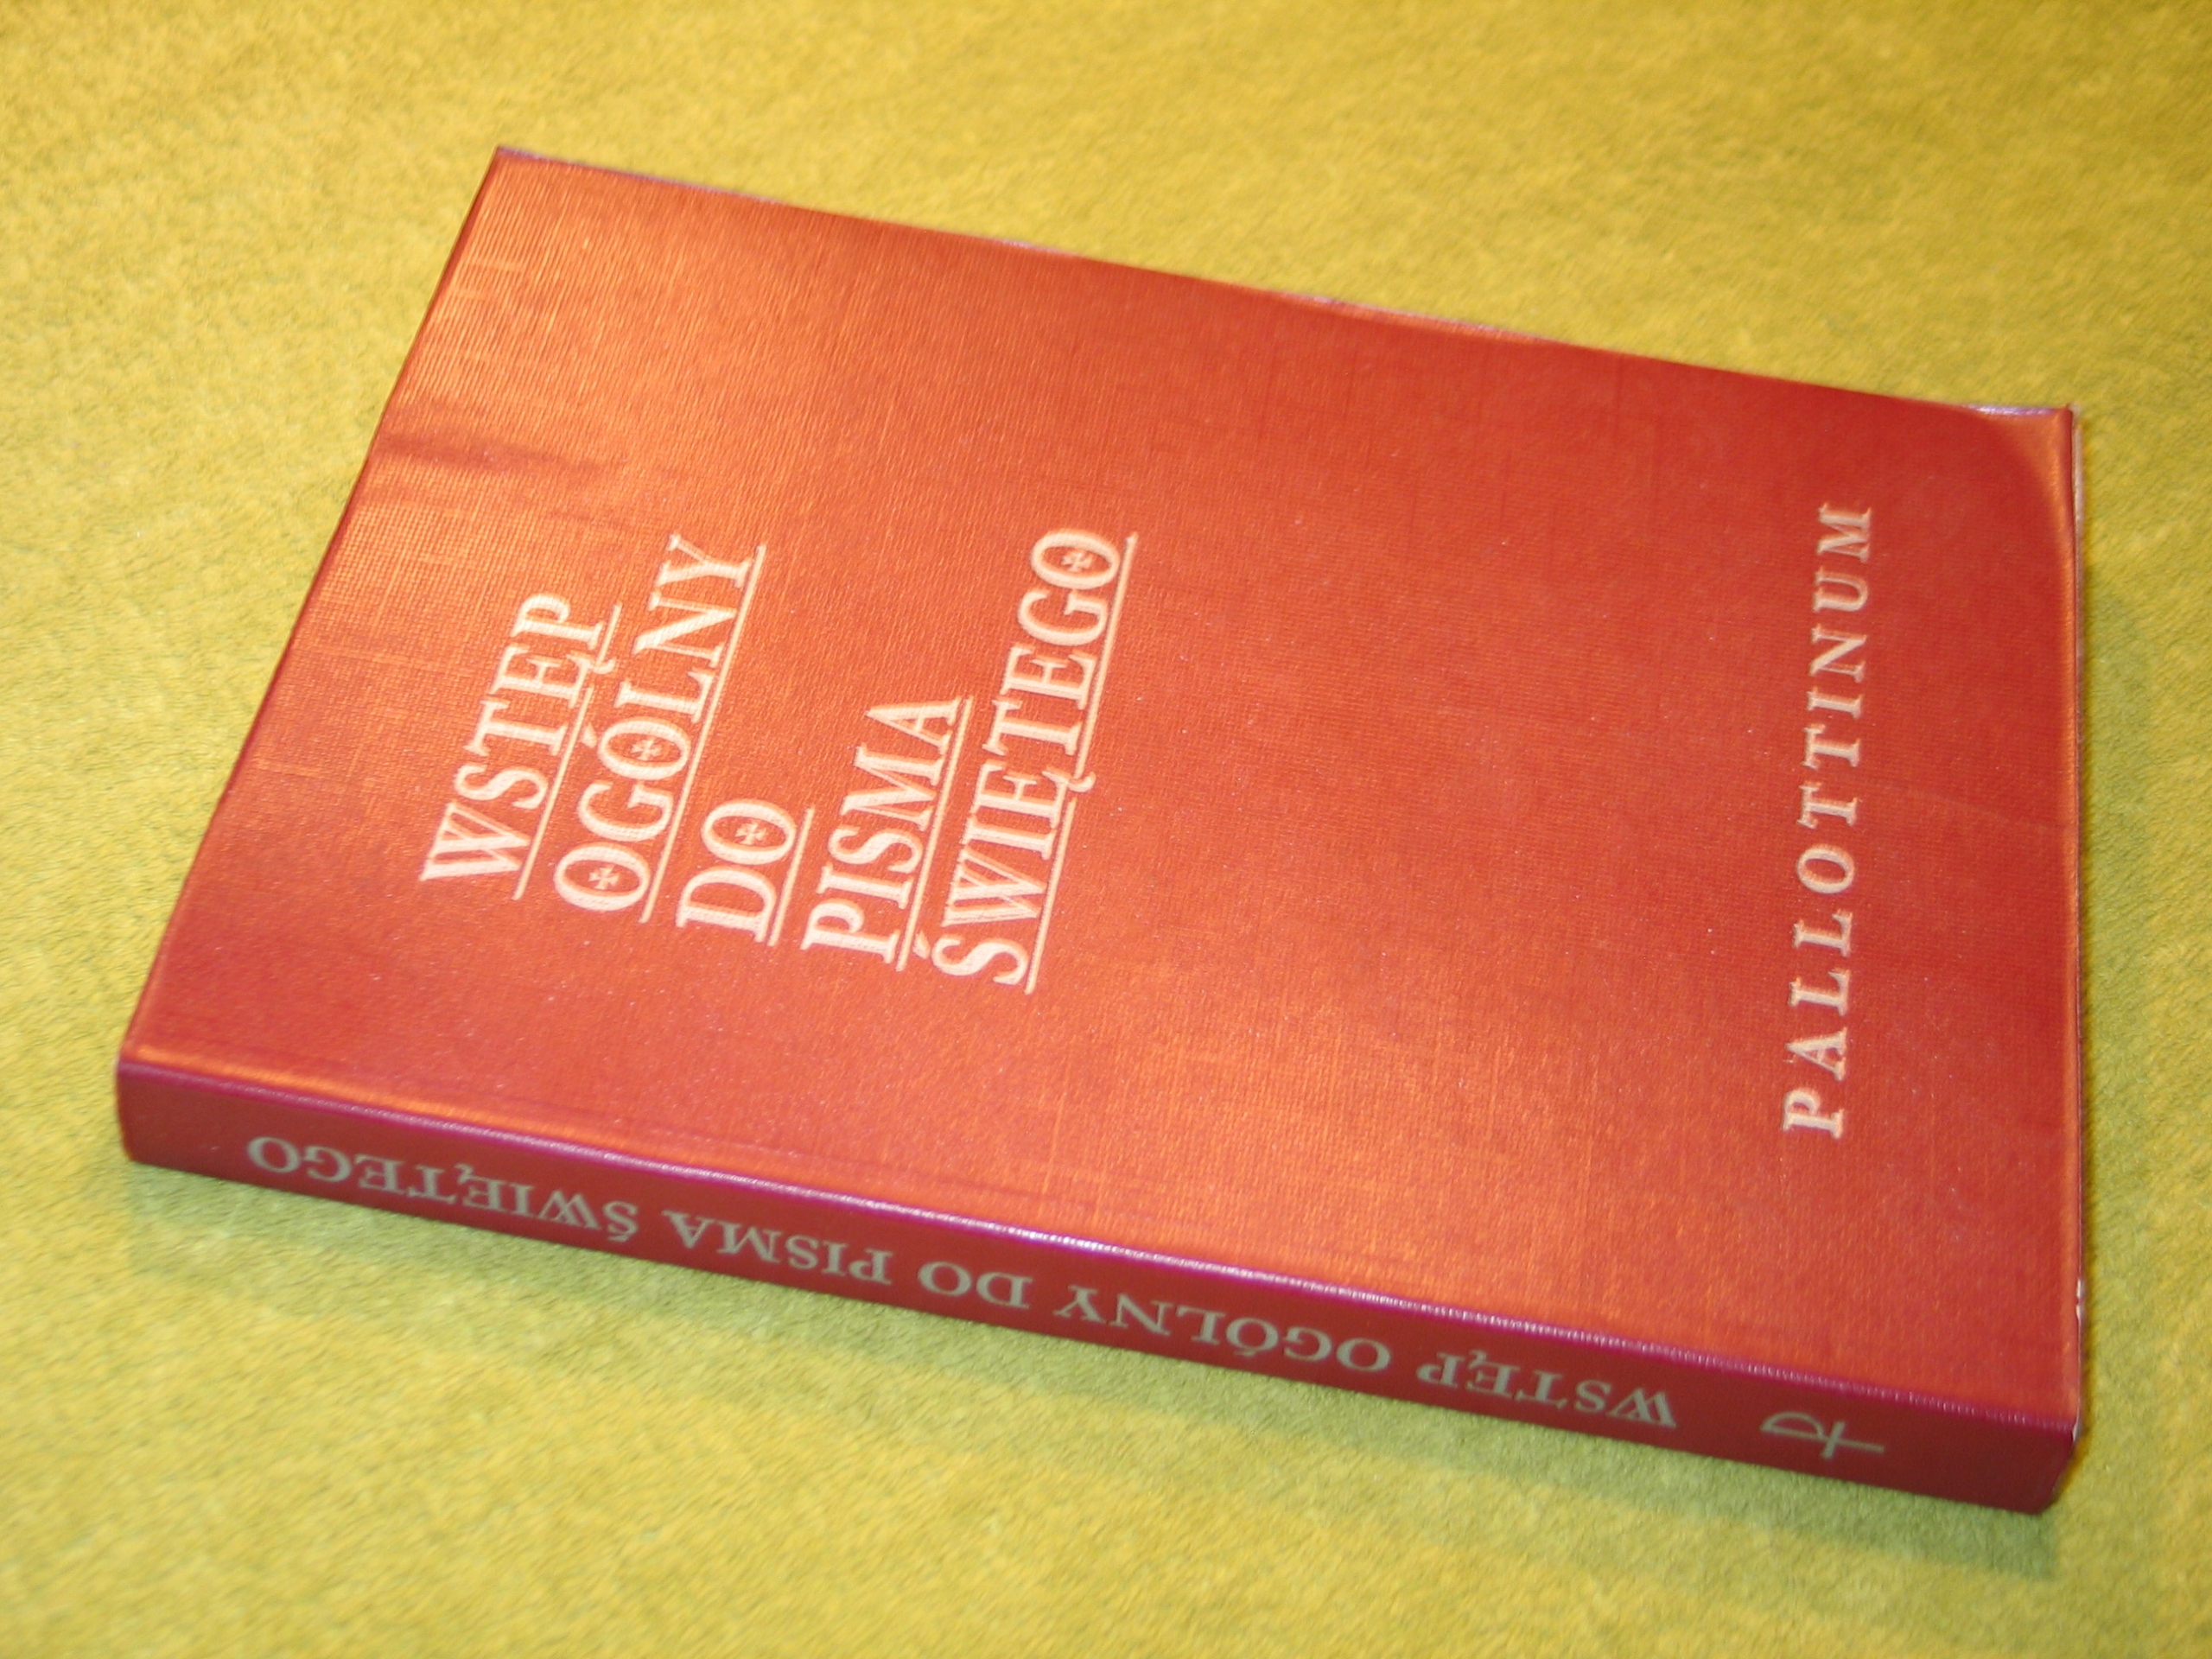 WSTĘP
OGÓLNY
DO
PISMA
ŚWIĘTEGO
PALLOTTINUM
WSTĘP OGÓLNY DO PISMA ŚWIĘTEGO